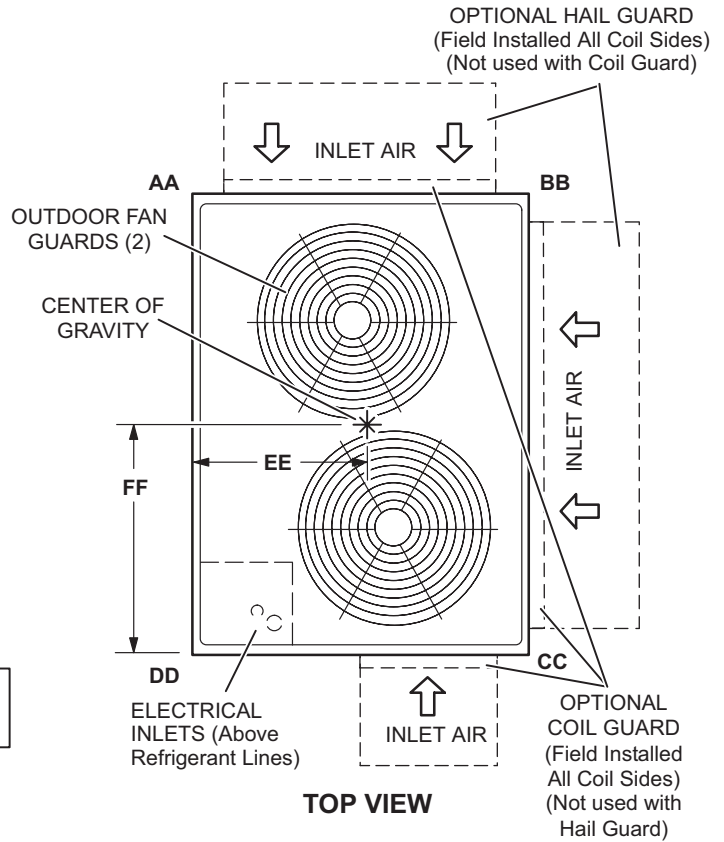 OPTIONAL HAIL GUARD
(Field Installed All Coil Sides)
(Not used with Coil Guard)
INLET AIR
AA
BB
OUTDOOR FAN
GUARDS (2)
CENTER OF
GRAVITY
INLET AIR
EE
FF
DD
CC
ELECTRICAL
INLETS (Above
Refrigerant Lines)
INLET AIR
OPTIONAL
COIL GUARD
(Field Installed
All Coil Sides)
(Not used with
Hail Guard)
TOP VIEW